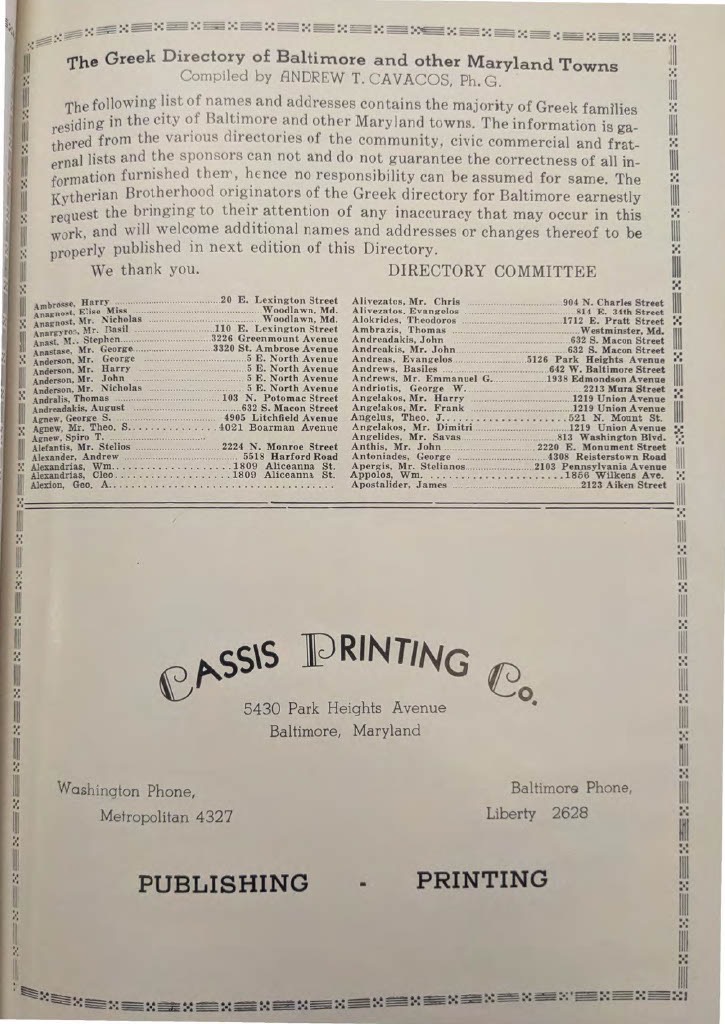 The Greek Directory of Baltimore and other Maryland Towns
Compiled by ANDREW T. CAVACOS, Ph. G.
The following list of names and addresses contains the majority of Greek families
residing in the city of Baltimore and other Maryland towns. The information is ga-
thered from the various directories of the community, civic commercial and frat-
ernal lists and the sponsors can not and do not guarantee the correctness of all in-
formation furnished them, hence no responsibility can be assumed for same. The
Kytherian Brotherhood originators of the Greek directory for Baltimore earnestly
request the bringing to their attention of any inaccuracy that may occur in this
work, and will welcome additional names and addresses or changes thereof to be
properly published in next edition of this Directory.
We thank you. DIRECTORY COMMITTEE
Ambrosse, Harry 20 E. Lexington Street
Anagnost, Elise Miss Woodlawn, Md.
Anagnost, Mr. Nicholas Woodlawn, Md.
Anargyros, Mr. Basil 110 E. Lexington Street
Anast, M.. Stephen 3226 Greenmount Avenue
Anastase, Mr. George 3320 St. Ambrose Avenue
Anderson, Mr. George 5 E. North Avenue
Anderson, Mr. Harry 5 E. North Avenue
Anderson, Mr. John 5 E. North Avenue
Anderson, Mr. Nicholas 5 E. North Avenue
Andralis, Thomas 103 N. Potomac Street
Andreadakis, August 632 S. Macon Street
Agnew, George S. 4905 Litchfield Avenue
Agnew, Mr. Theo. S. 4021 Boarman Avenue
Agnew, Spiro T.
Alefantis, Mr. Stelios 2224 N. Monroe Street
Alexander, Andrew 5518 Harford Road
Alexandrias, Wm. 1809 Aliceanna St.
Alexandrias, Cleo 1809 Aliceanna St.
Alexion, Geo. A.
Alivezatos, Mr. Chris 904 N. Charles Street
Alivezatos, Evangelos 814 E. 34th Street
Alokrides, Theodoros 1712 E. Pratt Street
Ambrazis, Thomas Westminster, Md.
Andreadakis, John 632 S. Macon Street
Andreakis, Mr. John 632 S. Macon Street
Andreas, Evangelos 5126 Park Heights Avenue
Andrews, Basiles 642 W. Baltimore Street
Andrews, Mr. Emmanuel G. 1938 Edmondson Avenue
Andriotis, George W. 2213 Mura Street
Angelakos, Mr. Harry 1219 Union Avenue
Angelakos, Mr. Frank 1219 Union Avenue
Angelus, Theo. J. 521 N. Mount St.
Angelakos, Mr. Dimitri 1219 Union Avenue
Angelides, Mr. Savas 813 Washington Blvd.
Anthis, Mr. John 2220 E. Monument Street
Antoniades, George 4308 Reisterstown Road
Apergis, Mr. Stelianos 2103 Pennsylvania Avenue
Appolos, Wm. 1856 Wilkens Ave.
Apostalider, James 2123 Aiken Street
CASSIS PRINTING Co.
5430 Park Heights Avenue
Baltimore, Maryland
Washington Phone,
Metropolitan 4327
Baltimore Phone,
Liberty 2628
PUBLISHING - PRINTING